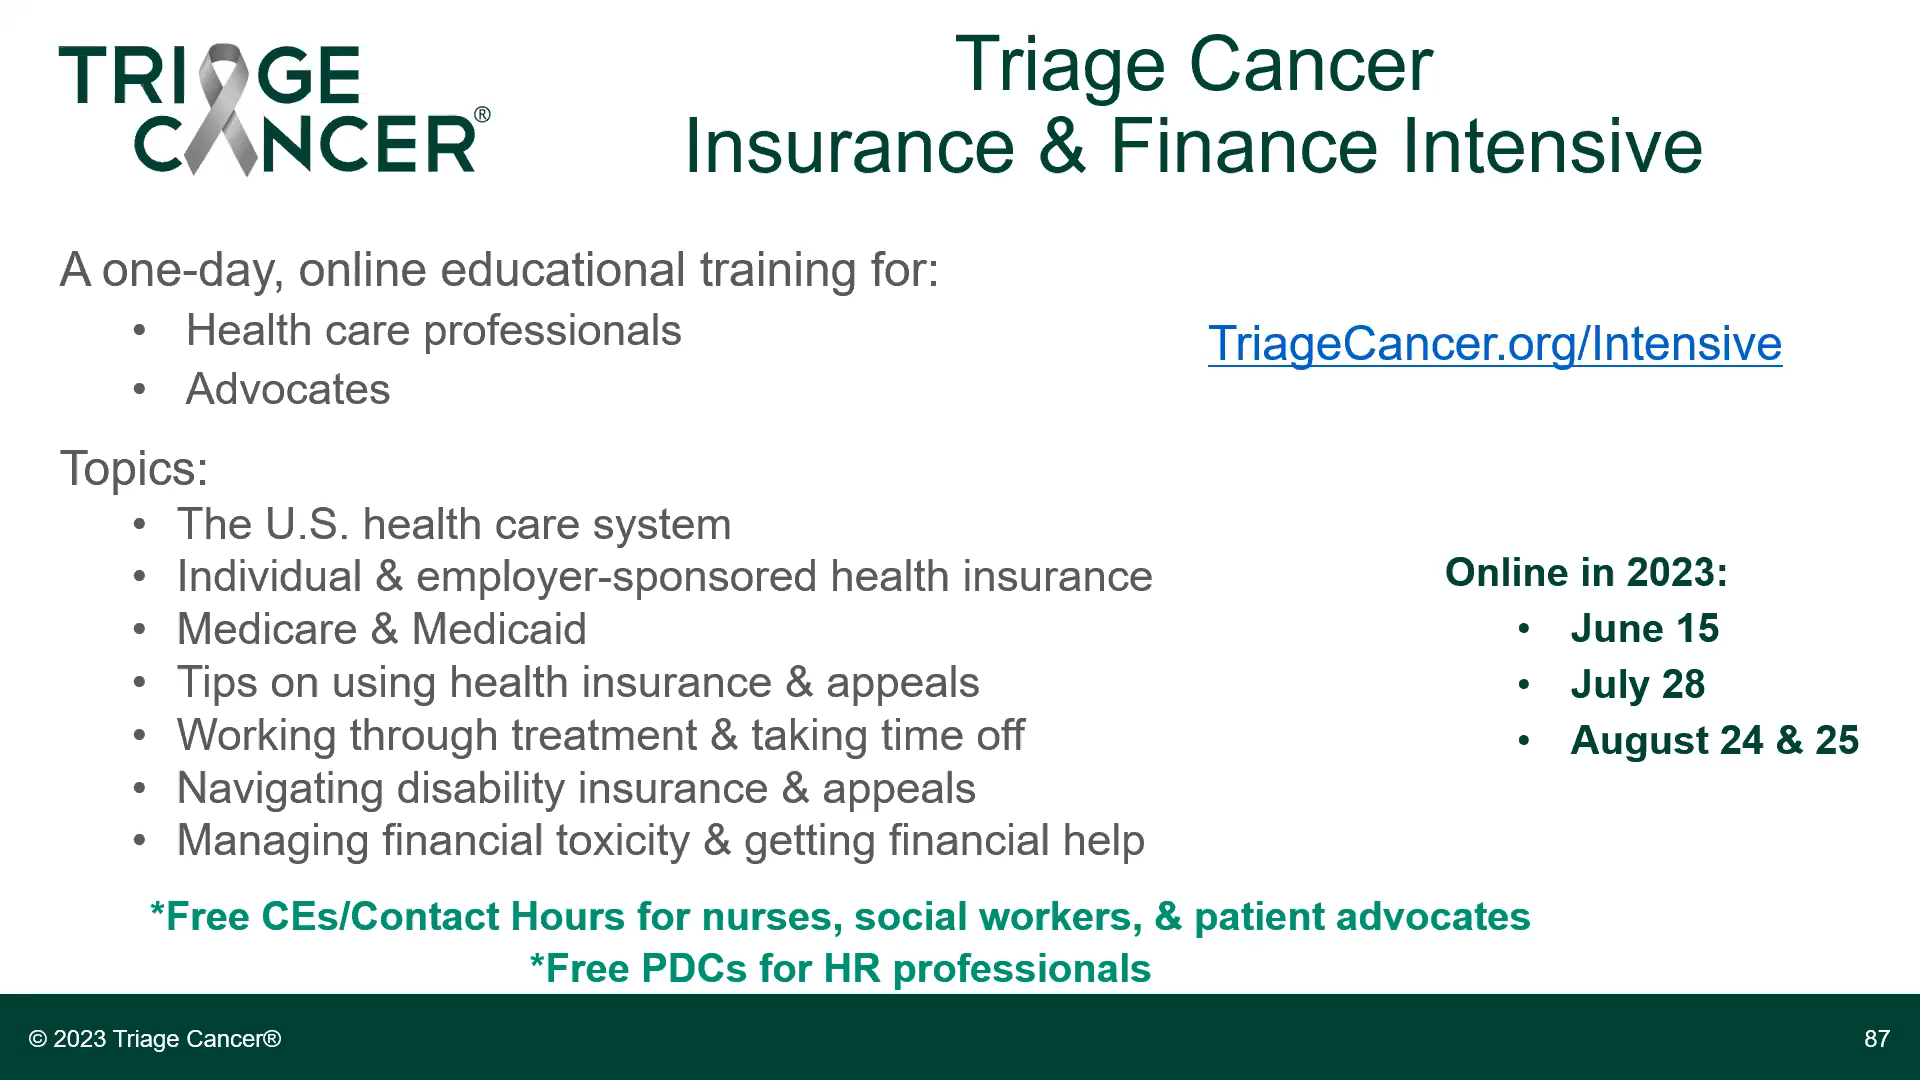 TRIAGE
CANCER®
Triage Cancer
Insurance & Finance Intensive
A one-day, online educational training for:
• Health care professionals
• Advocates
TriageCancer.org/Intensive
Topics:
• The U.S. health care system
• Individual & employer-sponsored health insurance
• Medicare & Medicaid
• Tips on using health insurance & appeals
• Working through treatment & taking time off
• Navigating disability insurance & appeals
• Managing financial toxicity & getting financial help
Online in 2023:
• June 15
• July 28
• August 24 & 25
*Free CEs/Contact Hours for nurses, social workers, & patient advocates
*Free PDCs for HR professionals
© 2023 Triage Cancer®
87